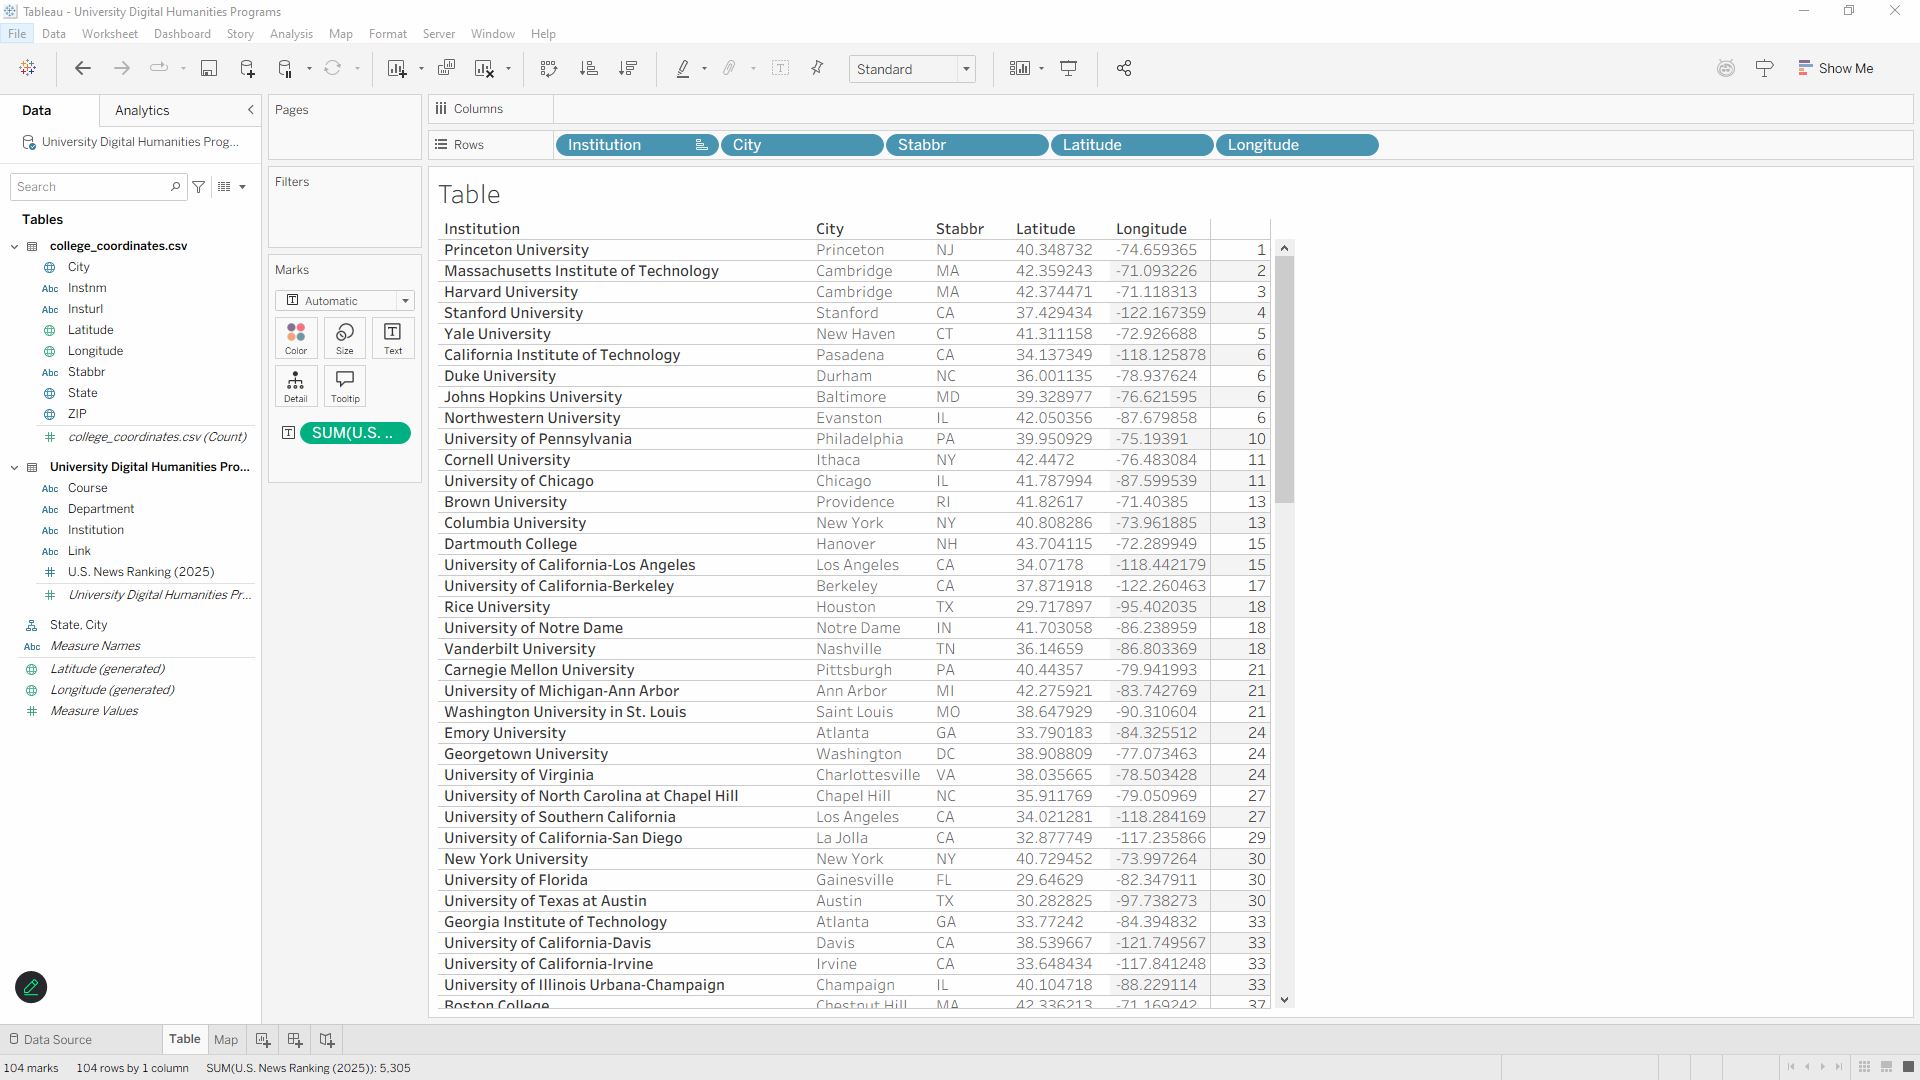 Tableau - University Digital Humanities Programs
File Data Worksheet Dashboard Story Analysis Map Format Server Window Help
Standard
Show Me
Data Analytics
University Digital Humanities Prog...
Search
Tables
college_coordinates.csv
City
Abc Instnm
Abc Insturl
Latitude
Longitude
Abc Stabbr
State
ZIP
college_coordinates.csv (Count)
University Digital Humanities Pro...
Abc Course
Abc Department
Abc Institution
Abc Link
U.S. News Ranking (2025)
University Digital Humanities Pr...
State, City
Abc Measure Names
Latitude (generated)
Longitude (generated)
Measure Values
Pages
Filters
Marks
T Automatic
Color Size T Text
Detail Tooltip
T SUM(U.S. ..
Columns
Rows Institution City Stabbr Latitude Longitude
Table
Institution City Stabbr Latitude Longitude
Princeton University Princeton NJ 40.348732 -74.659365 1
Massachusetts Institute of Technology Cambridge MA 42.359243 -71.093226 2
Harvard University Cambridge MA 42.374471 -71.118313 3
Stanford University Stanford CA 37.429434 -122.167359 4
Yale University New Haven CT 41.311158 -72.926688 5
California Institute of Technology Pasadena CA 34.137349 -118.125878 6
Duke University Durham NC 36.001135 -78.937624 6
Johns Hopkins University Baltimore MD 39.328977 -76.621595 6
Northwestern University Evanston IL 42.050356 -87.679858 6
University of Pennsylvania Philadelphia PA 39.950929 -75.19391 10
Cornell University Ithaca NY 42.4472 -76.483084 11
University of Chicago Chicago IL 41.787994 -87.599539 11
Brown University Providence RI 41.82617 -71.40385 13
Columbia University New York NY 40.808286 -73.961885 13
Dartmouth College Hanover NH 43.704115 -72.289949 15
University of California-Los Angeles Los Angeles CA 34.07178 -118.442179 15
University of California-Berkeley Berkeley CA 37.871918 -122.260463 17
Rice University Houston TX 29.717897 -95.402035 18
University of Notre Dame Notre Dame IN 41.703058 -86.238959 18
Vanderbilt University Nashville TN 36.14659 -86.803369 18
Carnegie Mellon University Pittsburgh PA 40.44357 -79.941993 21
University of Michigan-Ann Arbor Ann Arbor MI 42.275921 -83.742769 21
Washington University in St. Louis Saint Louis MO 38.647929 -90.310604 21
Emory University Atlanta GA 33.790183 -84.325512 24
Georgetown University Washington DC 38.908809 -77.073463 24
University of Virginia Charlottesville VA 38.035665 -78.503428 24
University of North Carolina at Chapel Hill Chapel Hill NC 35.911769 -79.050969 27
University of Southern California Los Angeles CA 34.021281 -118.284169 27
University of California-San Diego La Jolla CA 32.877749 -117.235866 29
New York University New York NY 40.729452 -73.997264 30
University of Florida Gainesville FL 29.64629 -82.347911 30
University of Texas at Austin Austin TX 30.282825 -97.738273 30
Georgia Institute of Technology Atlanta GA 33.77242 -84.394832 33
University of California-Davis Davis CA 38.539667 -121.749567 33
University of California-Irvine Irvine CA 33.648434 -117.841248 33
University of Illinois Urbana-Champaign Champaign IL 40.104718 -88.229114 33
Boston College Chestnut Hill MA 42.336213 -71.169242 37
Data Source Table Map
104 marks 104 rows by 1 column SUM(U.S. News Ranking (2025)): 5,305